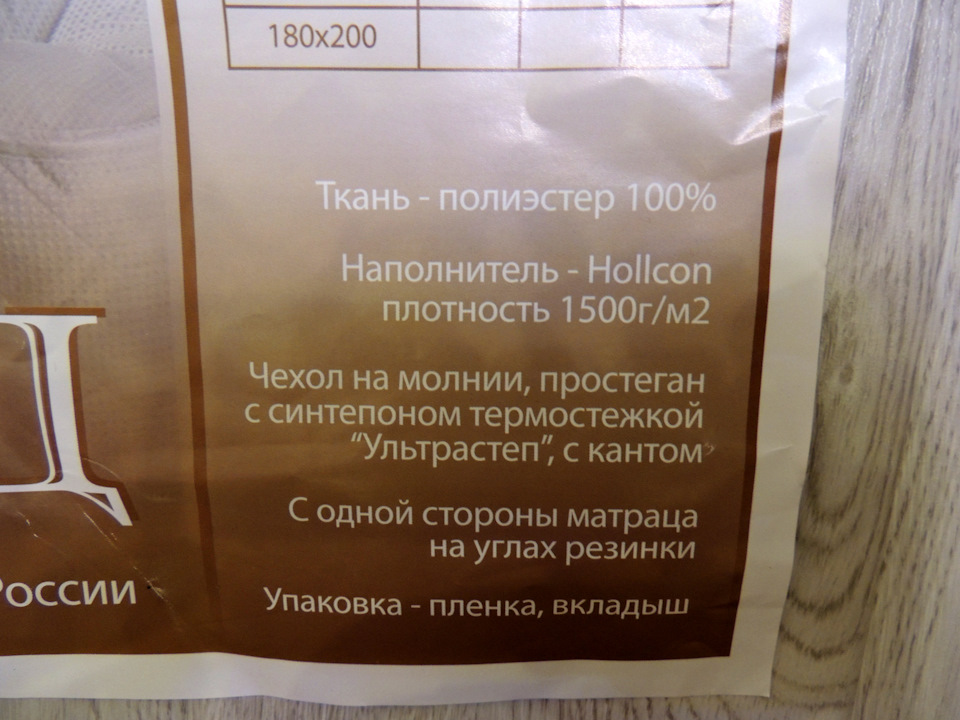 180x200
Ткань - полиэстер 100%
Наполнитель - Hollcon
плотность 1500г/м2
Чехол на молнии, простеган
с синтепоном термостежкой
“Ультрастеп”, с кантом
С одной стороны матраца
на углах резинки
Упаковка - пленка, вкладыш
Д
России